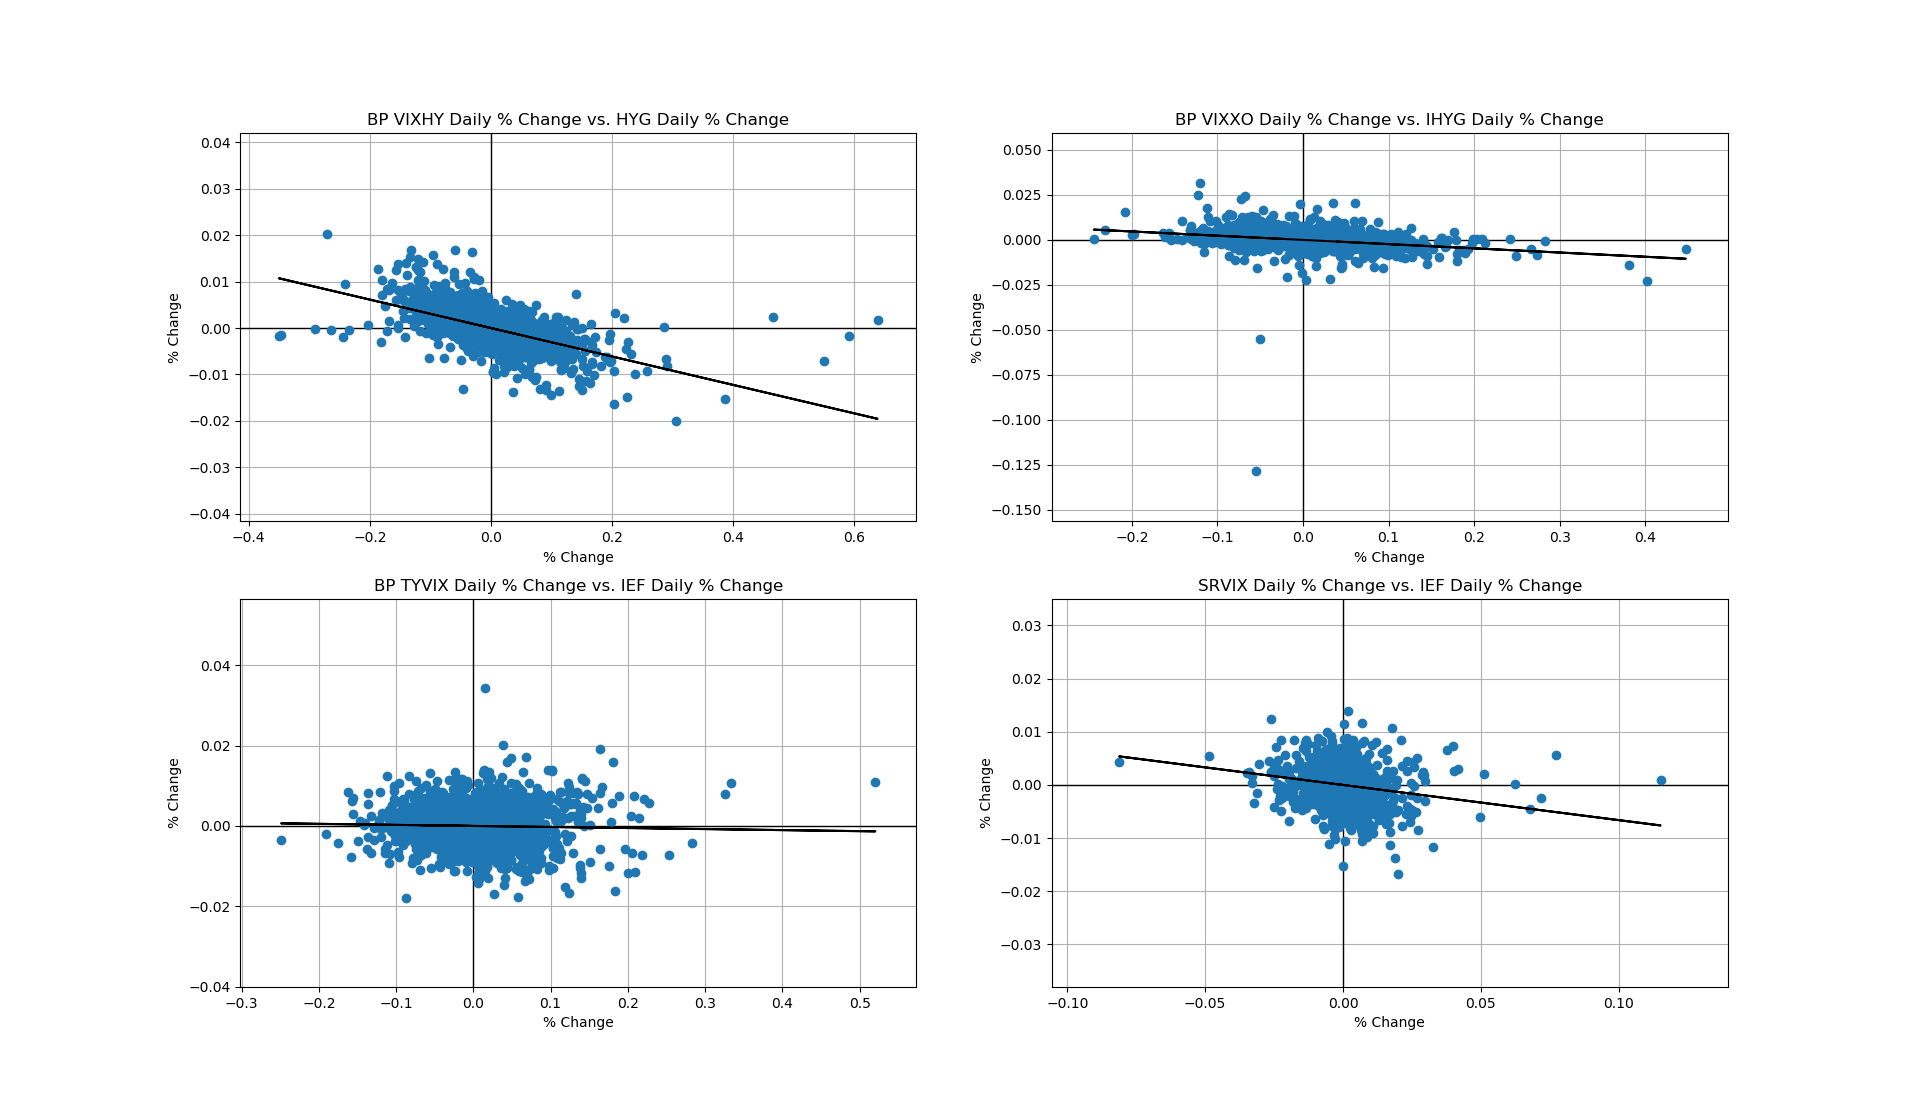 BP VIXHY Daily % Change vs. HYG Daily % Change
0.04
0.03
0.02
0.01
0.00
−0.01
−0.02
−0.03
−0.04
% Change
−0.4 −0.2 0.0 0.2 0.4 0.6
% Change
BP VIXXO Daily % Change vs. IHYG Daily % Change
0.050
0.025
0.000
−0.025
−0.050
−0.075
−0.100
−0.125
−0.150
% Change
−0.2 −0.1 0.0 0.1 0.2 0.3 0.4
% Change
BP TYVIX Daily % Change vs. IEF Daily % Change
0.04
0.02
0.00
−0.02
−0.04
% Change
−0.3 −0.2 −0.1 0.0 0.1 0.2 0.3 0.4 0.5
% Change
SRVIX Daily % Change vs. IEF Daily % Change
0.03
0.02
0.01
0.00
−0.01
−0.02
−0.03
% Change
−0.10 −0.05 0.00 0.05 0.10
% Change